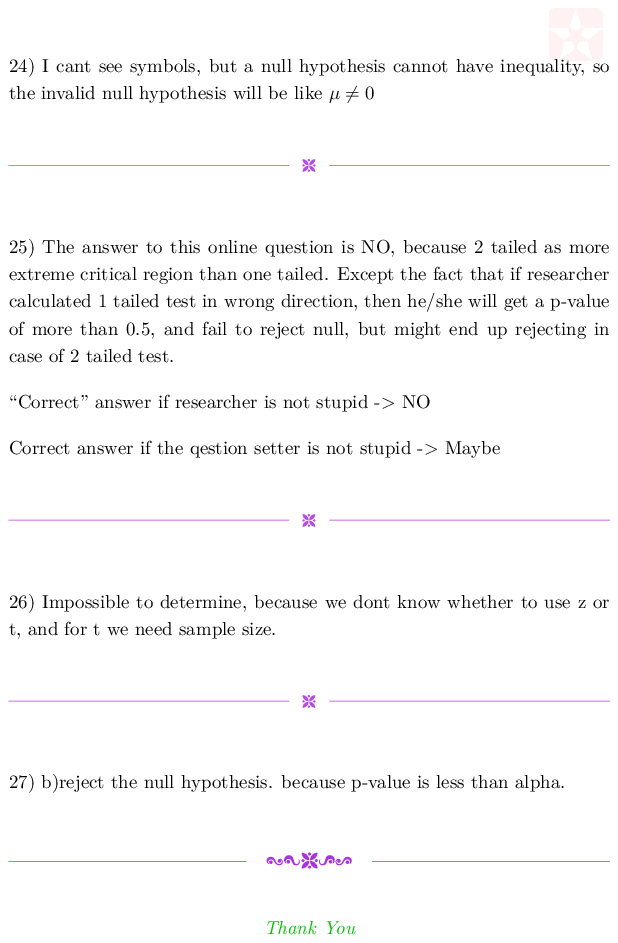 24) I cant see symbols, but a null hypothesis cannot have inequality, so
the invalid null hypothesis will be like μ ≠ 0
25) The answer to this online question is NO, because 2 tailed as more
extreme critical region than one tailed. Except the fact that if researcher
calculated 1 tailed test in wrong direction, then he/she will get a p-value
of more than 0.5, and fail to reject null, but might end up rejecting in
case of 2 tailed test.
“Correct” answer if researcher is not stupid -> NO
Correct answer if the qestion setter is not stupid -> Maybe
26) Impossible to determine, because we dont know whether to use z or
t, and for t we need sample size.
27) b)reject the null hypothesis. because p-value is less than alpha.
Thank You